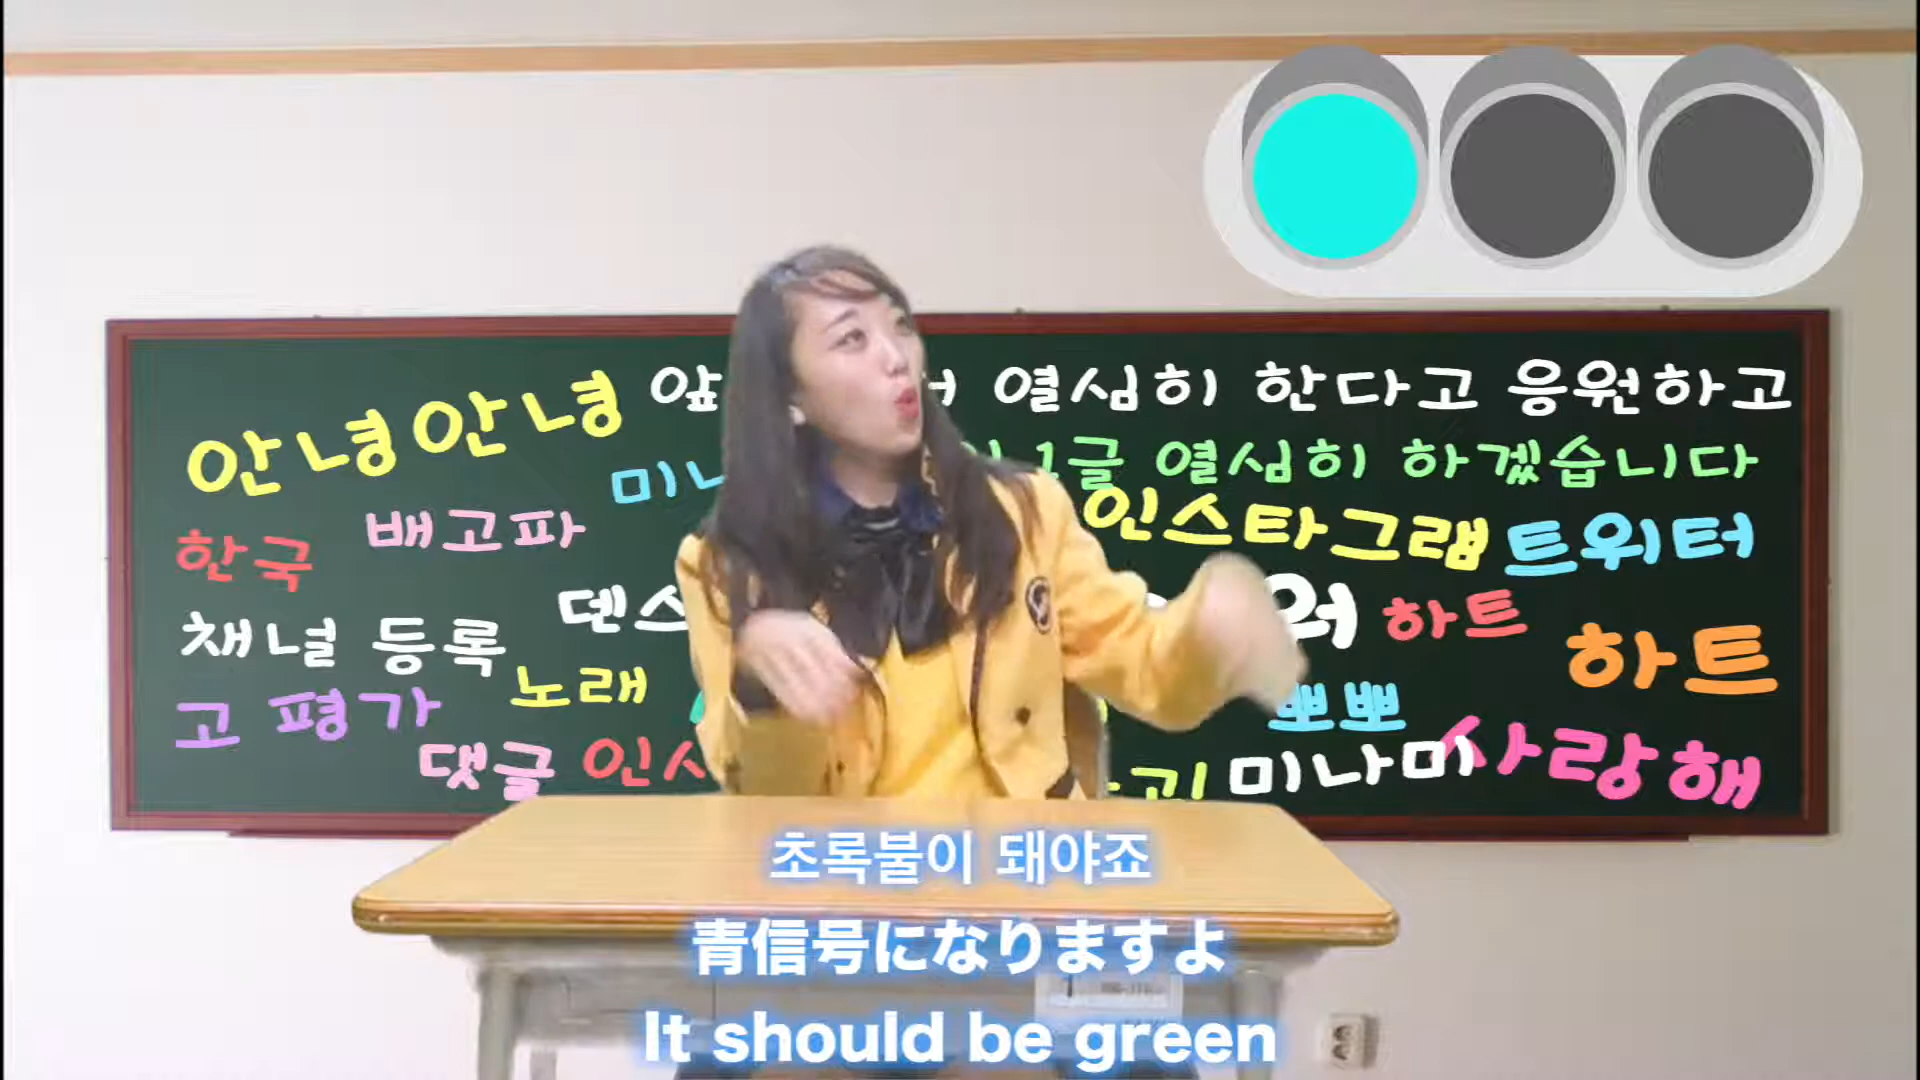 안녕안녕
열심히 한다고 응원하고
열심히 하겠습니다
인스타그램 트위터
한국 배고파
하트
하트
채널 등록
노래
고 평가
뽀뽀
댓글
미나미 사랑해
초록불이 돼야죠
青信号になりますよ
It should be green